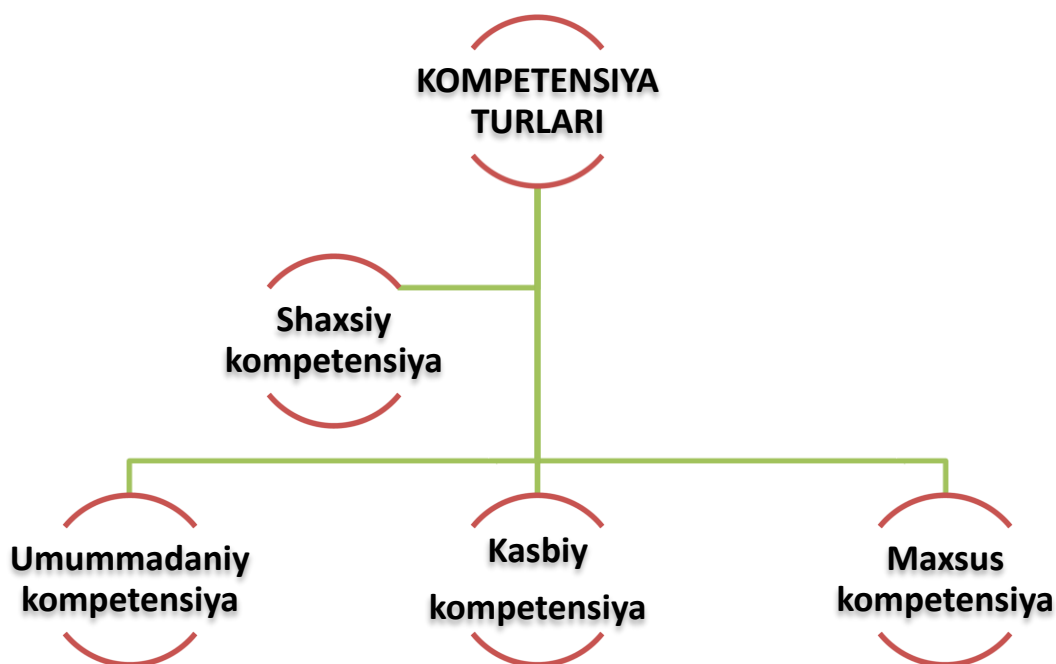 KOMPETENSIYA
TURLARI
Shaxsiy
kompetensiya
Umummadaniy
kompetensiya
Kasbiy
kompetensiya
Maxsus
kompetensiya